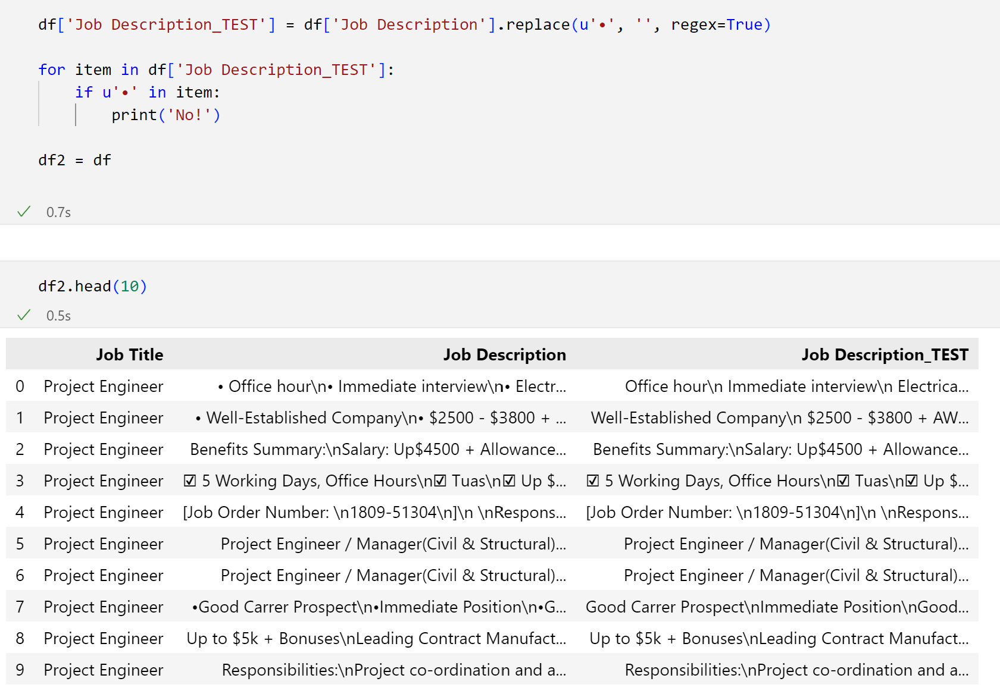 df['Job Description_TEST'] = df['Job Description'].replace(u'•', '', regex=True)
for item in df['Job Description_TEST']:
if u'•' in item:
print('No!')
df2 = df
✓ 0.7s
df2.head(10)
✓ 0.5s
Job Title Job Description Job Description_TEST
0 Project Engineer • Office hour\n• Immediate interview\n• Electr... Office hour\n Immediate interview\n Electrica...
1 Project Engineer • Well-Established Company\n• $2500 - $3800 + ... Well-Established Company\n $2500 - $3800 + AW...
2 Project Engineer Benefits Summary:\nSalary: Up$4500 + Allowance... Benefits Summary:\nSalary: Up$4500 + Allowance...
3 Project Engineer ☑ 5 Working Days, Office Hours\n☑ Tuas\n☑ Up $... ☑ 5 Working Days, Office Hours\n☑ Tuas\n☑ Up $...
4 Project Engineer [Job Order Number: \n1809-51304\n]\n \nRespons... [Job Order Number: \n1809-51304\n]\n \nRespons...
5 Project Engineer Project Engineer / Manager(Civil & Structural)... Project Engineer / Manager(Civil & Structural)...
6 Project Engineer Project Engineer / Manager(Civil & Structural)... Project Engineer / Manager(Civil & Structural)...
7 Project Engineer •Good Carrer Prospect\n•Immediate Position\n•G... Good Carrer Prospect\nImmediate Position\nGood...
8 Project Engineer Up to $5k + Bonuses\nLeading Contract Manufact... Up to $5k + Bonuses\nLeading Contract Manufact...
9 Project Engineer Responsibilities:\nProject co-ordination and a... Responsibilities:\nProject co-ordination and a...